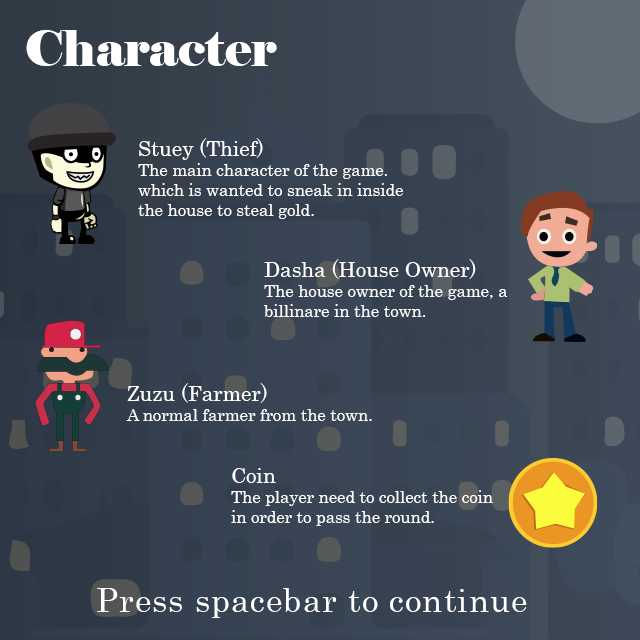 Character
Stuey (Thief)
The main character of the game.
which is wanted to sneak in inside
the house to steal gold.
Dasha (House Owner)
The house owner of the game, a
billinare in the town.
Zuzu (Farmer)
A normal farmer from the town.
Coin
The player need to collect the coin
in order to pass the round.
Press spacebar to continue